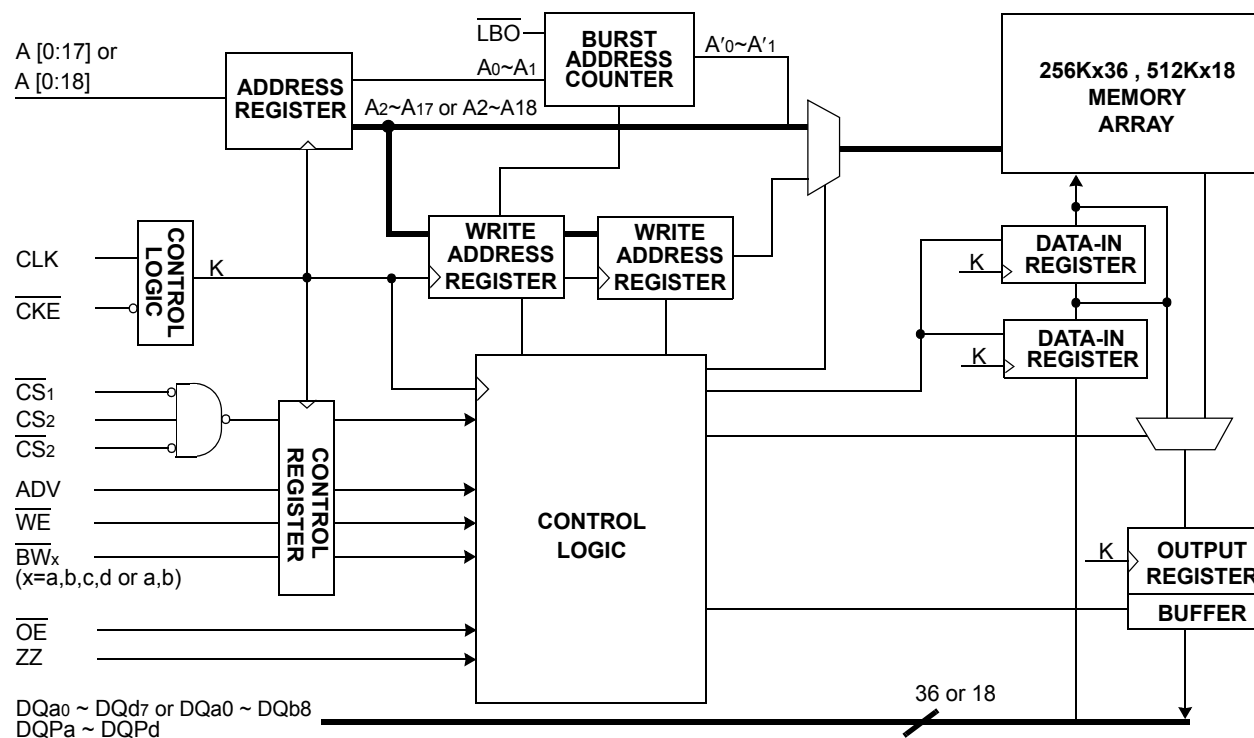 A [0:17] or
A [0:18]
ADDRESS
REGISTER
LBO
A0~A1
BURST
ADDRESS
COUNTER
A′0~A′1
A2~A17 or A2~A18
256Kx36 , 512Kx18
MEMORY
ARRAY
CLK
CKE
CONTROL
LOGIC
K
WRITE
ADDRESS
REGISTER
WRITE
ADDRESS
REGISTER
K
DATA-IN
REGISTER
K
DATA-IN
REGISTER
CS1
CS2
CS2
ADV
WE
BWx
(x=a,b,c,d or a,b)
OE
ZZ
CONTROL
REGISTER
CONTROL
LOGIC
K
OUTPUT
REGISTER
BUFFER
DQa0 ~ DQd7 or DQa0 ~ DQb8
DQPa ~ DQPd
36 or 18